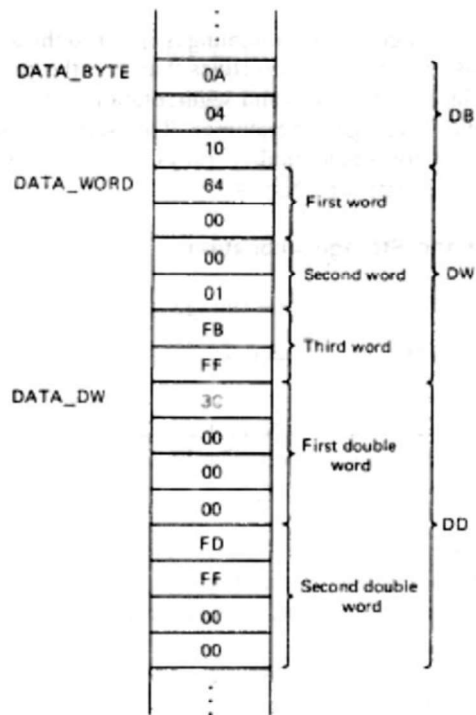 DATA_BYTE 0A
04 DB
10
DATA_WORD 64
First word
00
00
Second word DW
01
FB
Third word
FF
DATA_DW 3C
00
First double
word
00
00
DD
FD
FF
Second double
word
00
00